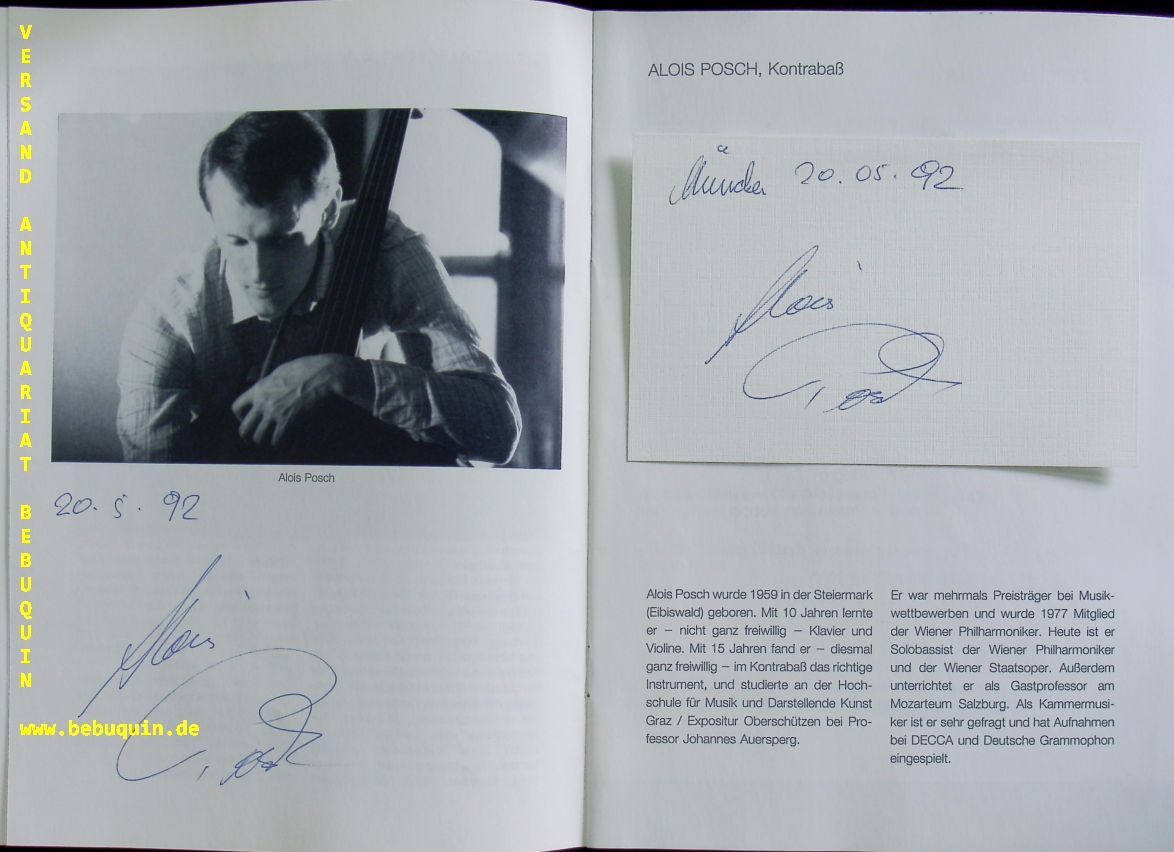 VERSAND ANTIQUARIAT BEBUQUIN
www.bebuquin.de
Alois Posch
20. 5. 92
Alois
Posch
ALOIS POSCH, Kontrabaß
München 20. 05. 92
Alois
Posch
Alois Posch wurde 1959 in der Steiermark
(Eibiswald) geboren. Mit 10 Jahren lernte
er – nicht ganz freiwillig – Klavier und
Violine. Mit 15 Jahren fand er – diesmal
ganz freiwillig – im Kontrabaß das richtige
Instrument, und studierte an der Hoch-
schule für Musik und Darstellende Kunst
Graz / Expositur Oberschützen bei Pro-
fessor Johannes Auersperg.
Er war mehrmals Preisträger bei Musik-
wettbewerben und wurde 1977 Mitglied
der Wiener Philharmoniker. Heute ist er
Solobassist der Wiener Philharmoniker
und der Wiener Staatsoper. Außerdem
unterrichtet er als Gastprofessor am
Mozarteum Salzburg. Als Kammermusi-
ker ist er sehr gefragt und hat Aufnahmen
bei DECCA und Deutsche Grammophon
eingespielt.